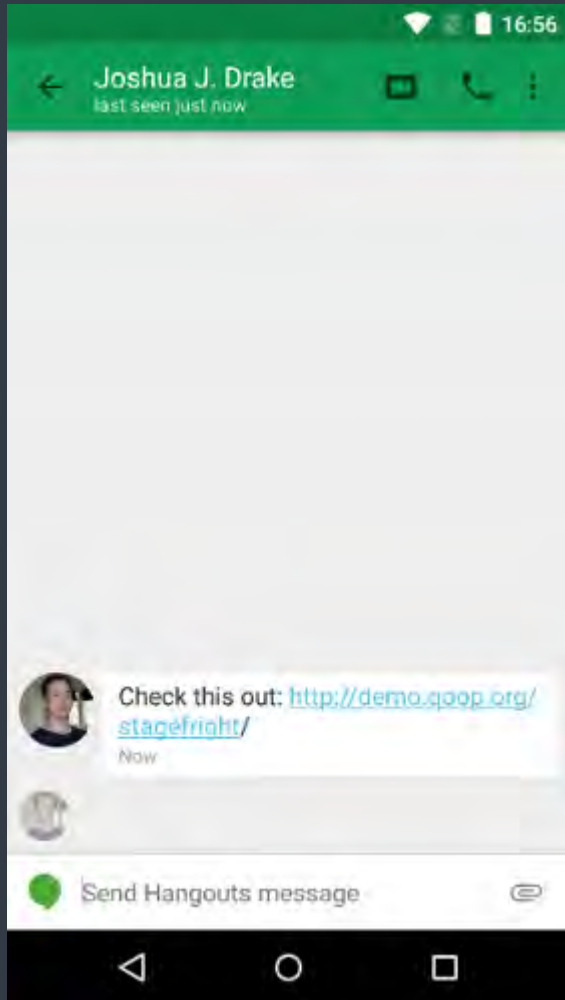 16:56
Joshua J. Drake
last seen just now
Check this out: http://demo.qoop.org/
stagefright/
Now
Send Hangouts message